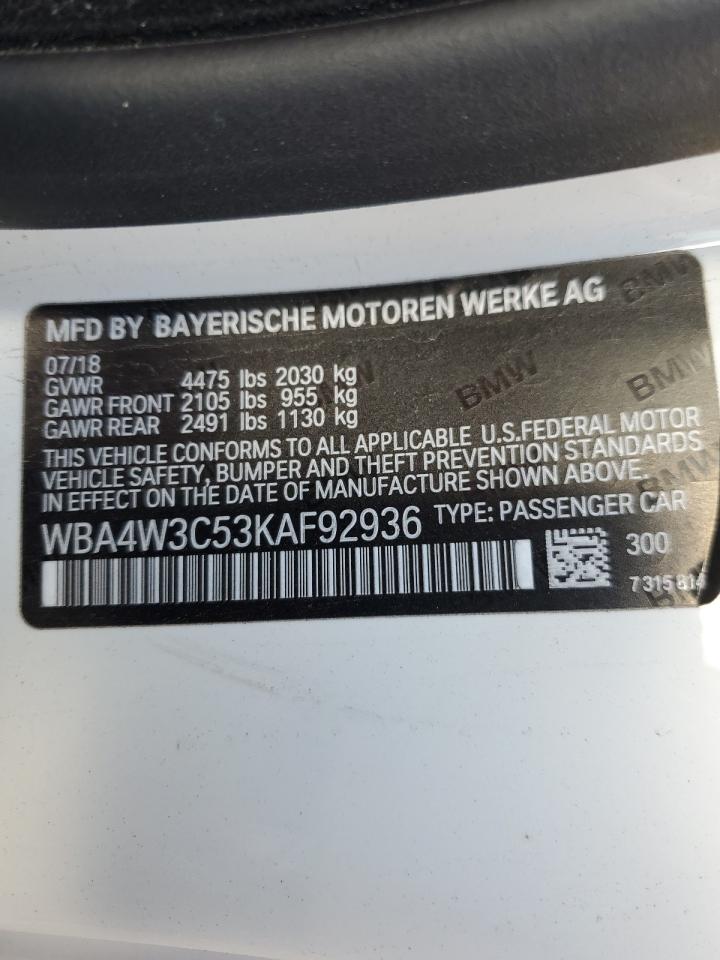 MFD BY BAYERISCHE MOTOREN WERKE AG
07/18
GVWR 4475 lbs 2030 kg
GAWR FRONT 2105 lbs 955 kg
GAWR REAR 2491 lbs 1130 kg
THIS VEHICLE CONFORMS TO ALL APPLICABLE U.S.FEDERAL MOTOR
VEHICLE SAFETY, BUMPER AND THEFT PREVENTION STANDARDS
IN EFFECT ON THE DATE OF MANUFACTURE SHOWN ABOVE.
WBA4W3C53KAF92936 TYPE: PASSENGER CAR
300
7315814
BMW
BMW
BMW
BMW
BMW
BMW